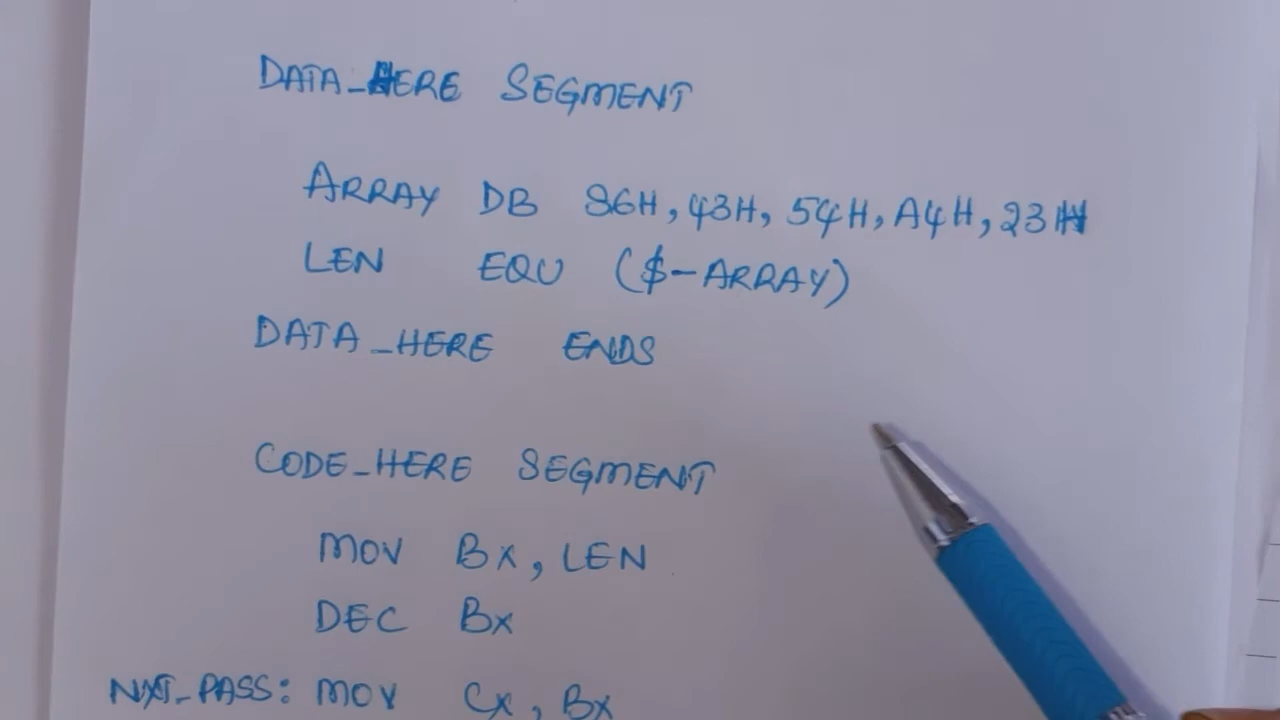 DATA_HERE SEGMENT
ARRAY DB 86H, 43H, 54H, A4H, 23H
LEN EQU ($-ARRAY)
DATA_HERE ENDS
CODE_HERE SEGMENT
MOV BX, LEN
DEC BX
NXT_PASS: MOV CX, BX